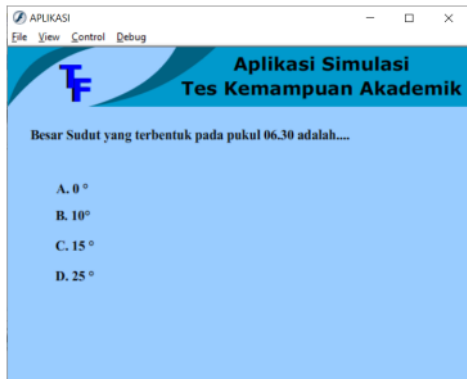 APLIKASI
File View Control Debug
TF
Aplikasi Simulasi
Tes Kemampuan Akademik
Besar Sudut yang terbentuk pada pukul 06.30 adalah....
A. 0 °
B. 10°
C. 15 °
D. 25 °